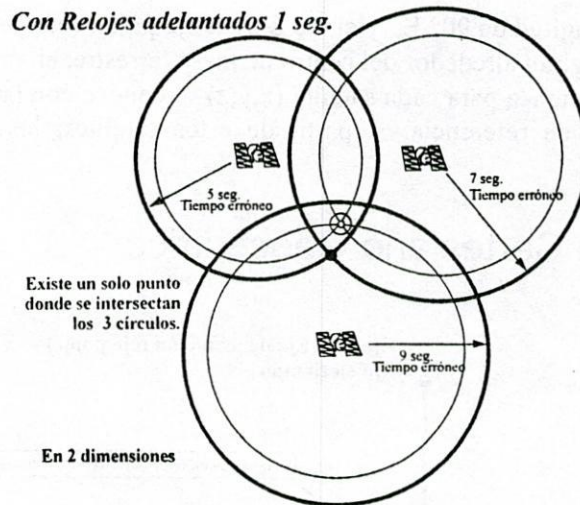 Con Relojes adelantados 1 seg.
5 seg.
Tiempo erróneo
7 seg.
Tiempo erróneo
Existe un solo punto
donde se intersectan
los 3 círculos.
9 seg.
Tiempo erróneo
En 2 dimensiones